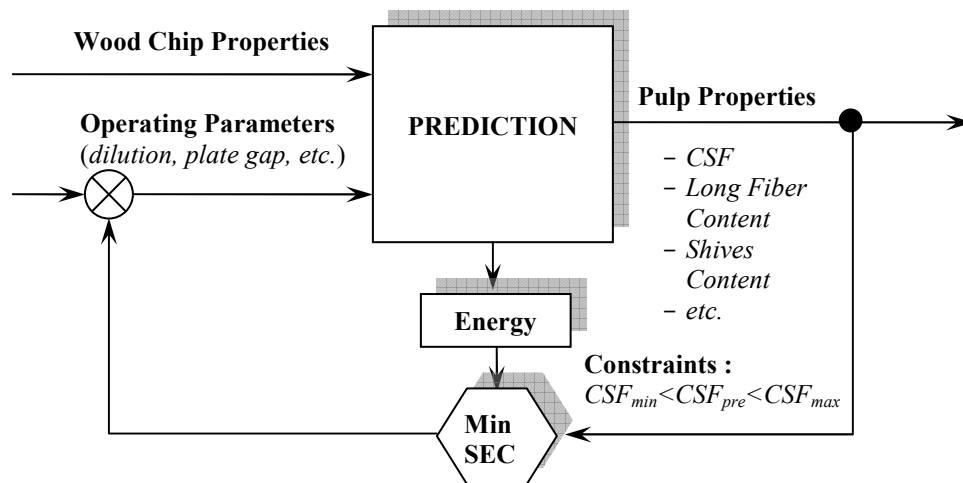 Wood Chip Properties
Operating Parameters
(dilution, plate gap, etc.)
PREDICTION
Pulp Properties
– CSF
– Long Fiber
Content
– Shives
Content
– etc.
Energy
Constraints :
CSFmin<CSFpre<CSFmax
Min
SEC